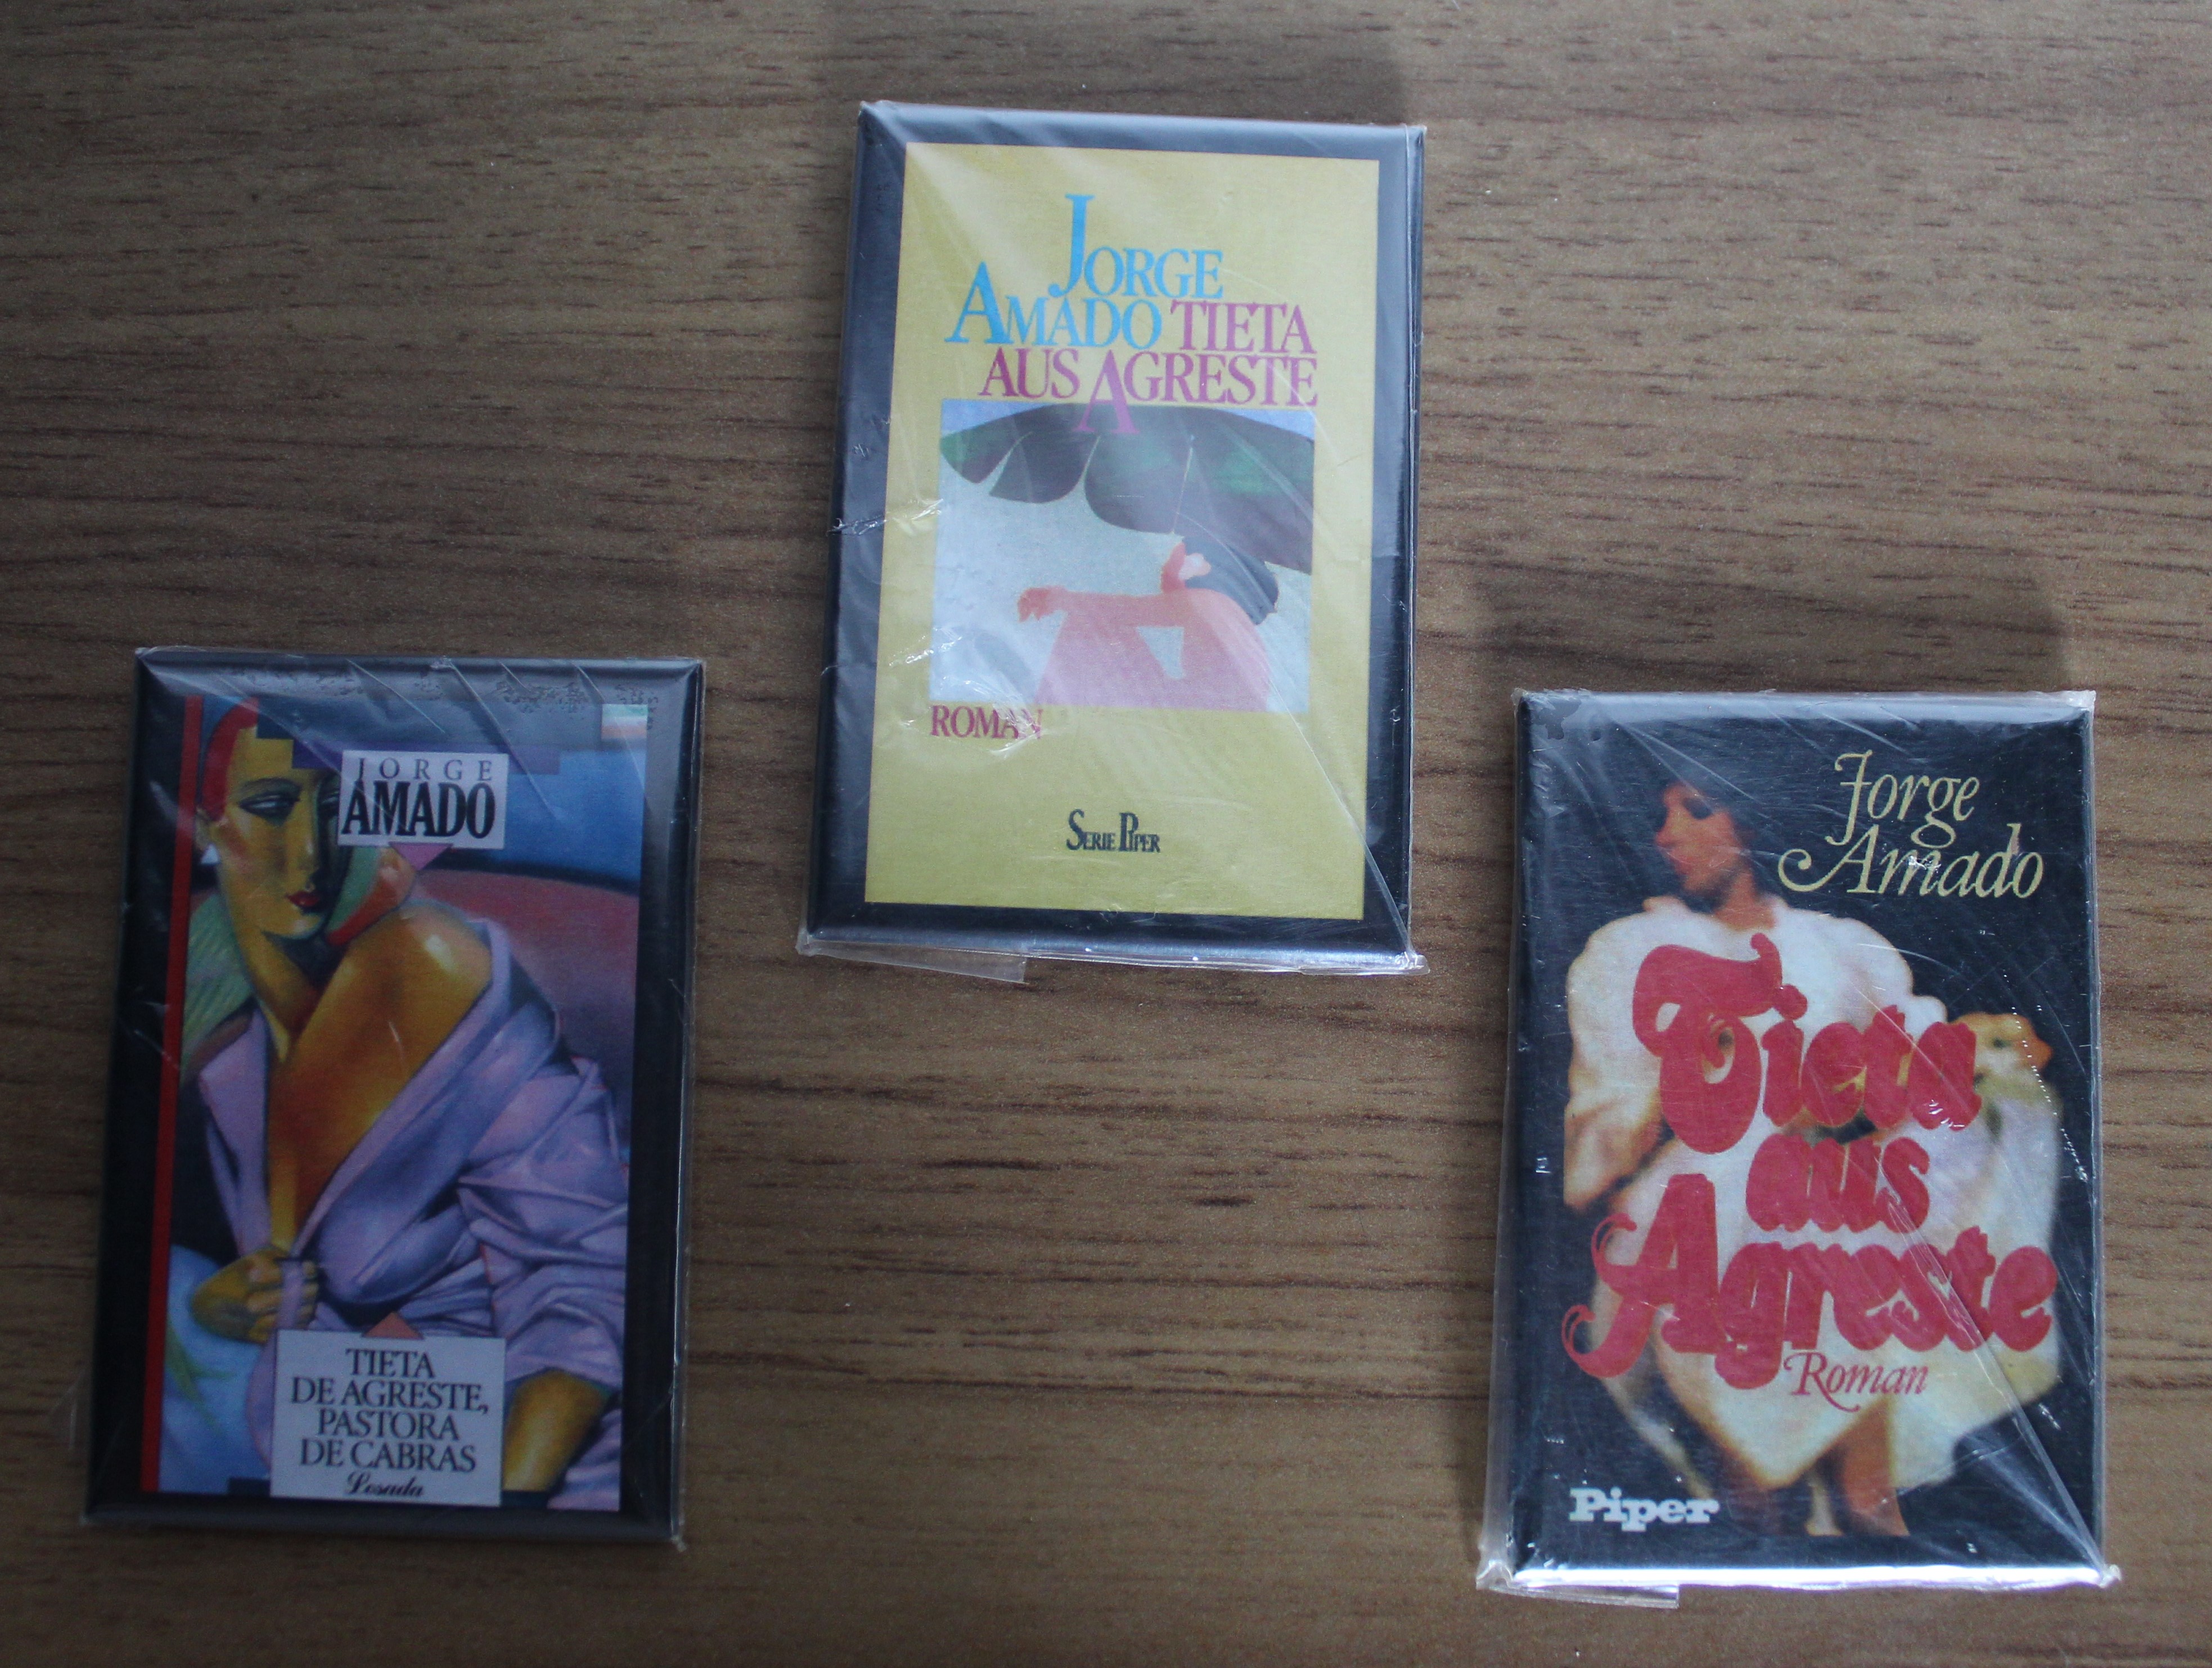 JORGE
AMADO
TIETA
DE AGRESTE,
PASTORA
DE CABRAS
Losada
JORGE
AMADO TIETA
AUS AGRESTE
ROMAN
SERIE PIPER
Jorge
Amado
Tieta
aus
Agreste
Roman
Piper